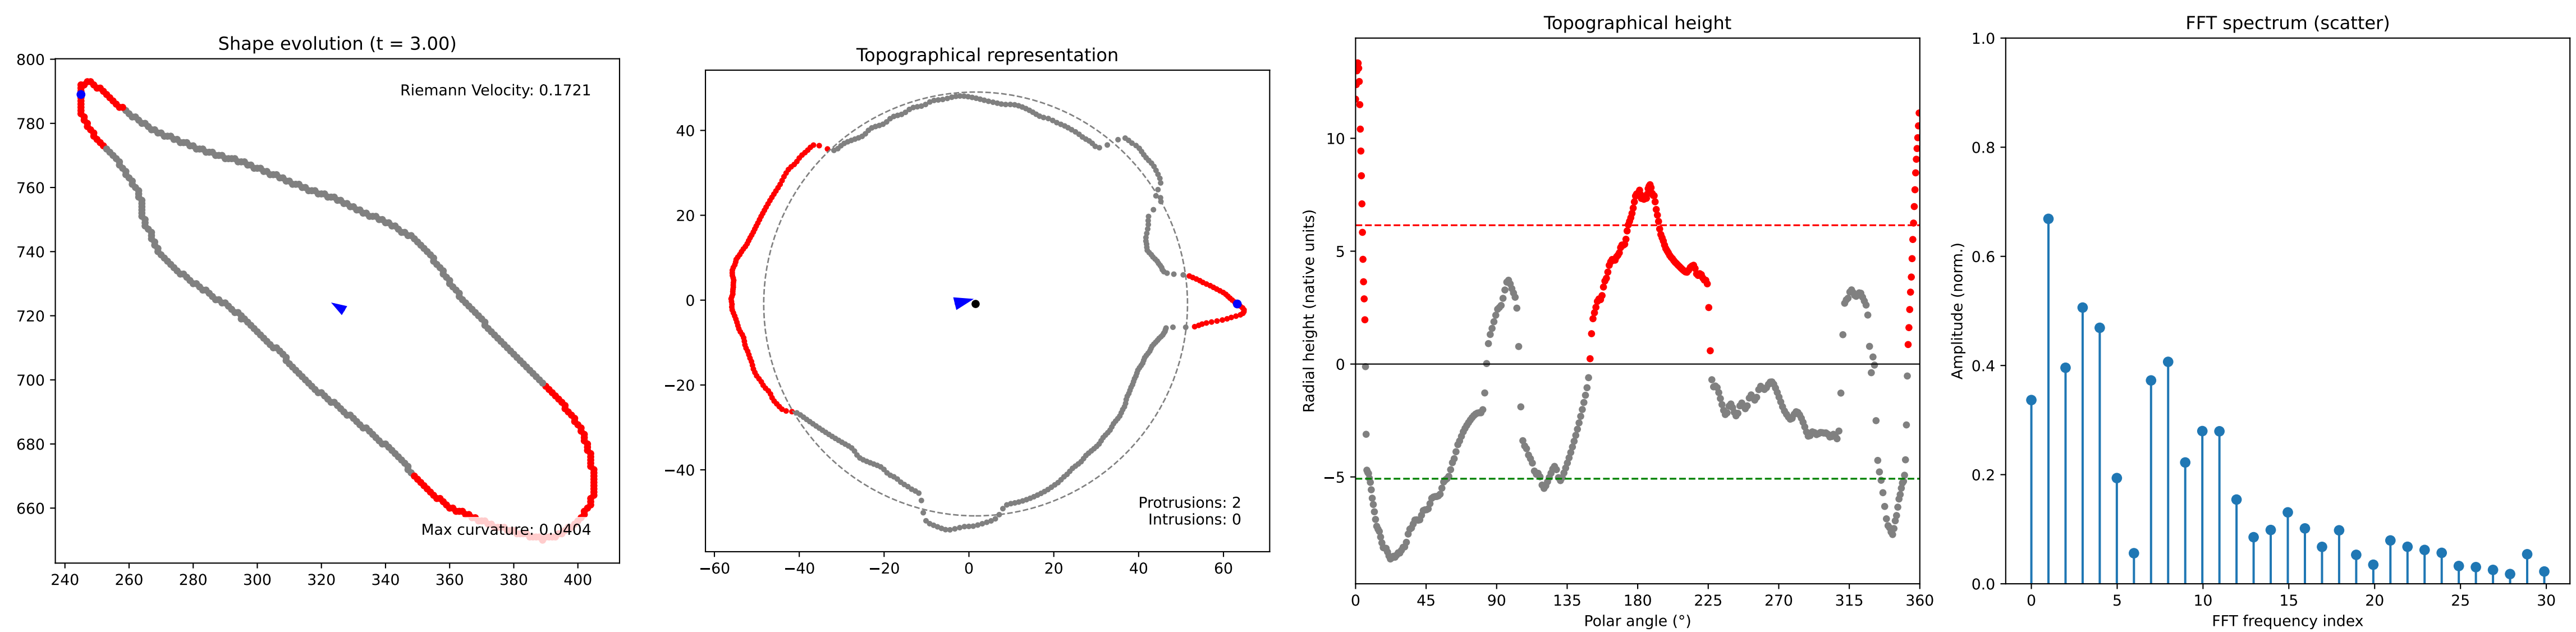 Shape evolution (t = 3.00)
Riemann Velocity: 0.1721
Max curvature: 0.0404
800
780
760
740
720
700
680
660
240 260 280 300 320 340 360 380 400
Topographical representation
Protrusions: 2
Intrusions: 0
40
20
0
−20
−40
−60 −40 −20 0 20 40 60
Topographical height
Radial height (native units)
10
5
0
−5
0 45 90 135 180 225 270 315 360
Polar angle (°)
FFT spectrum (scatter)
Amplitude (norm.)
1.0
0.8
0.6
0.4
0.2
0.0
0 5 10 15 20 25 30
FFT frequency index